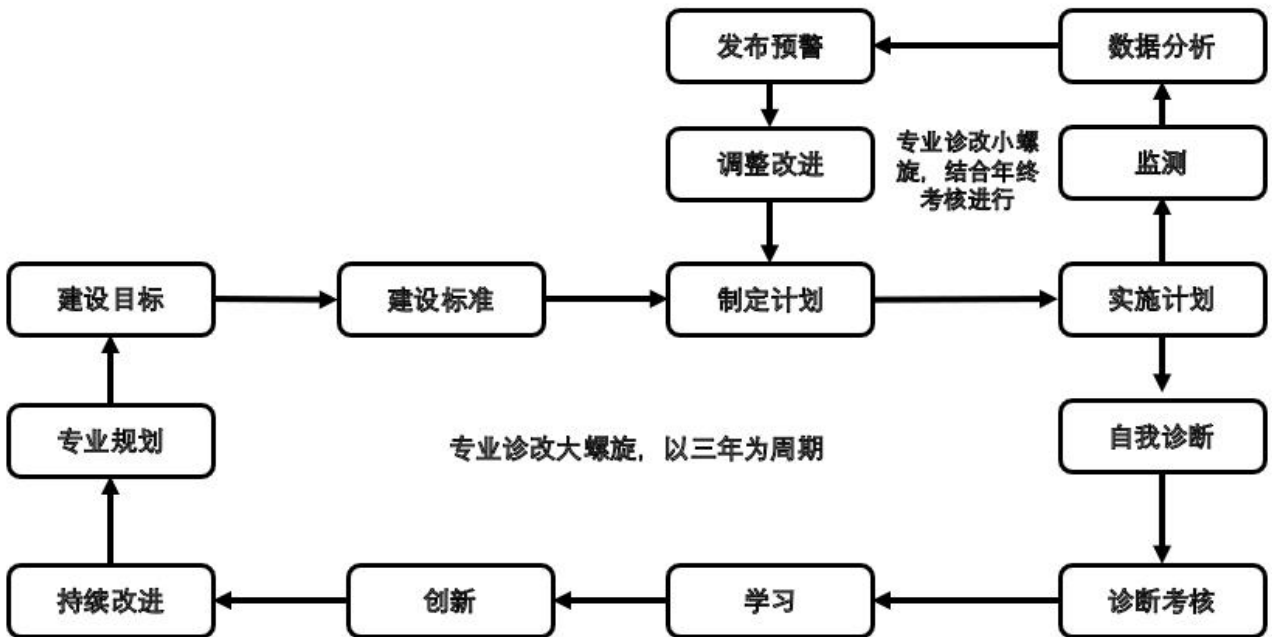 发布预警
数据分析
调整改进
专业诊改小螺
旋，结合年终
考核进行
监测
建设目标
建设标准
制定计划
实施计划
专业规划
专业诊改大螺旋，以三年为周期
自我诊断
持续改进
创新
学习
诊断考核